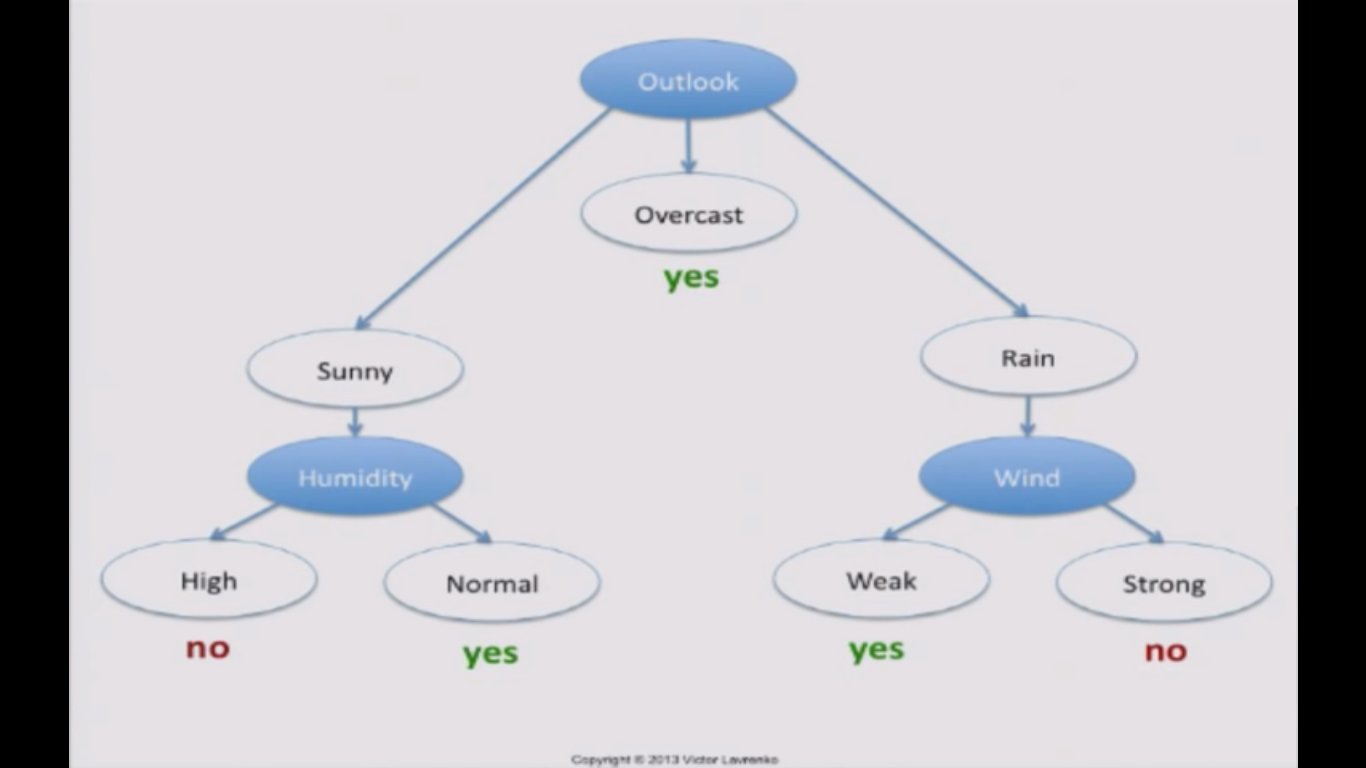 Outlook
Overcast
yes
Sunny
Rain
Humidity
Wind
High
Normal
Weak
Strong
no
yes
yes
no
Copyright © 2013 Victor Lavrenko